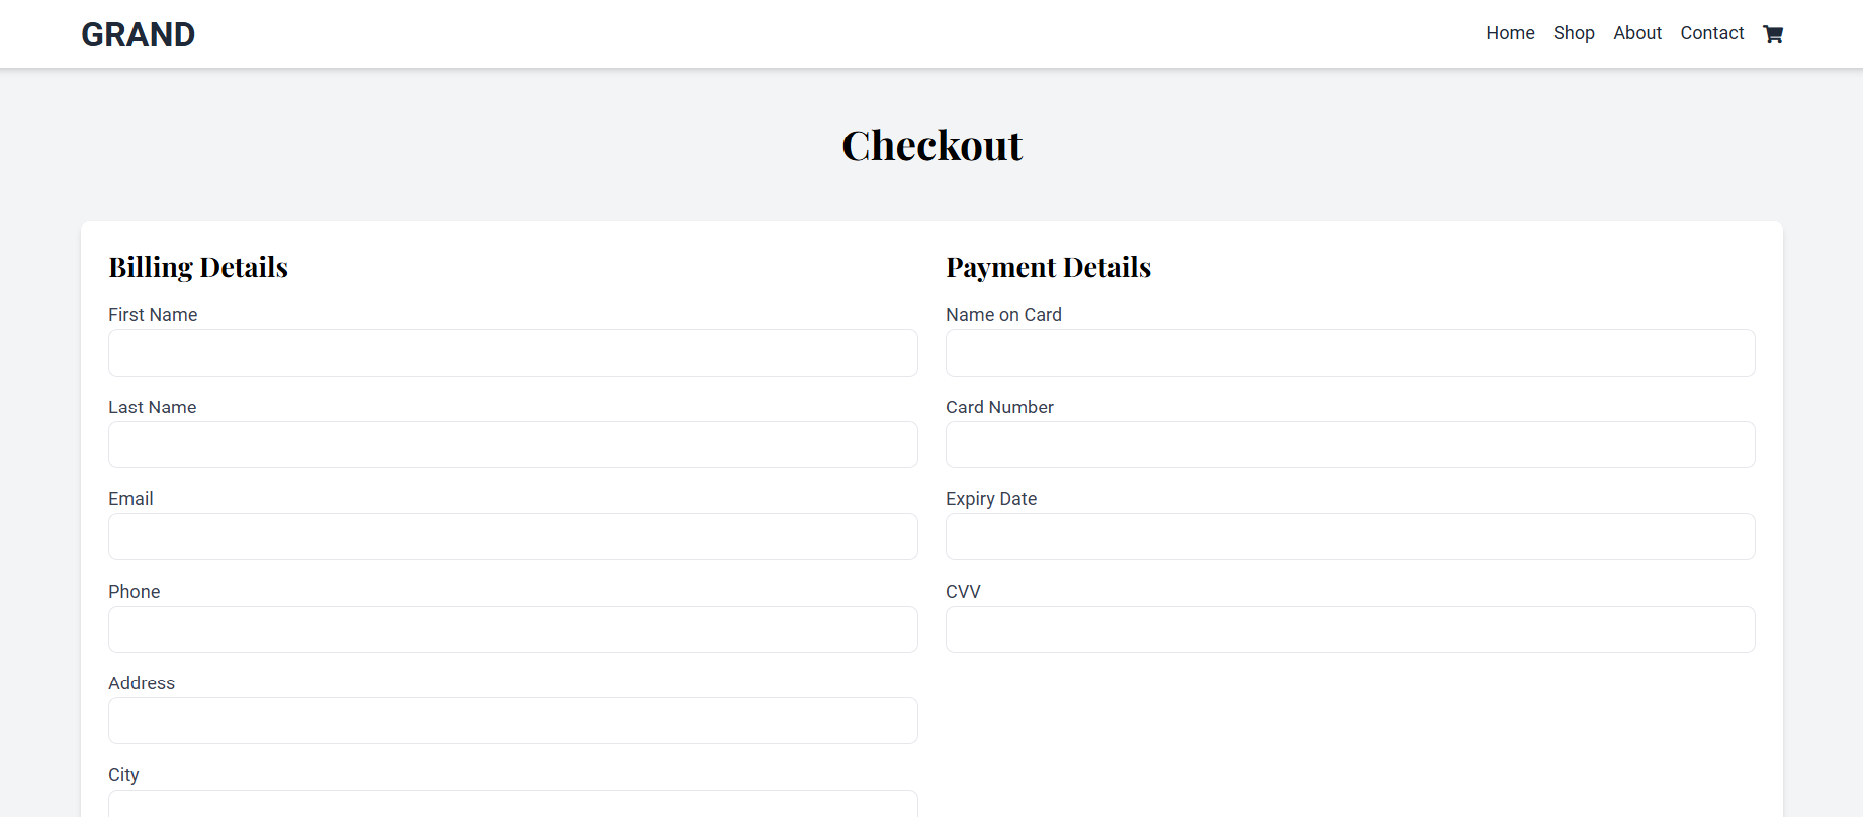 GRAND
Home Shop About Contact
Checkout
Billing Details
First Name
Last Name
Email
Phone
Address
City
Payment Details
Name on Card
Card Number
Expiry Date
CVV